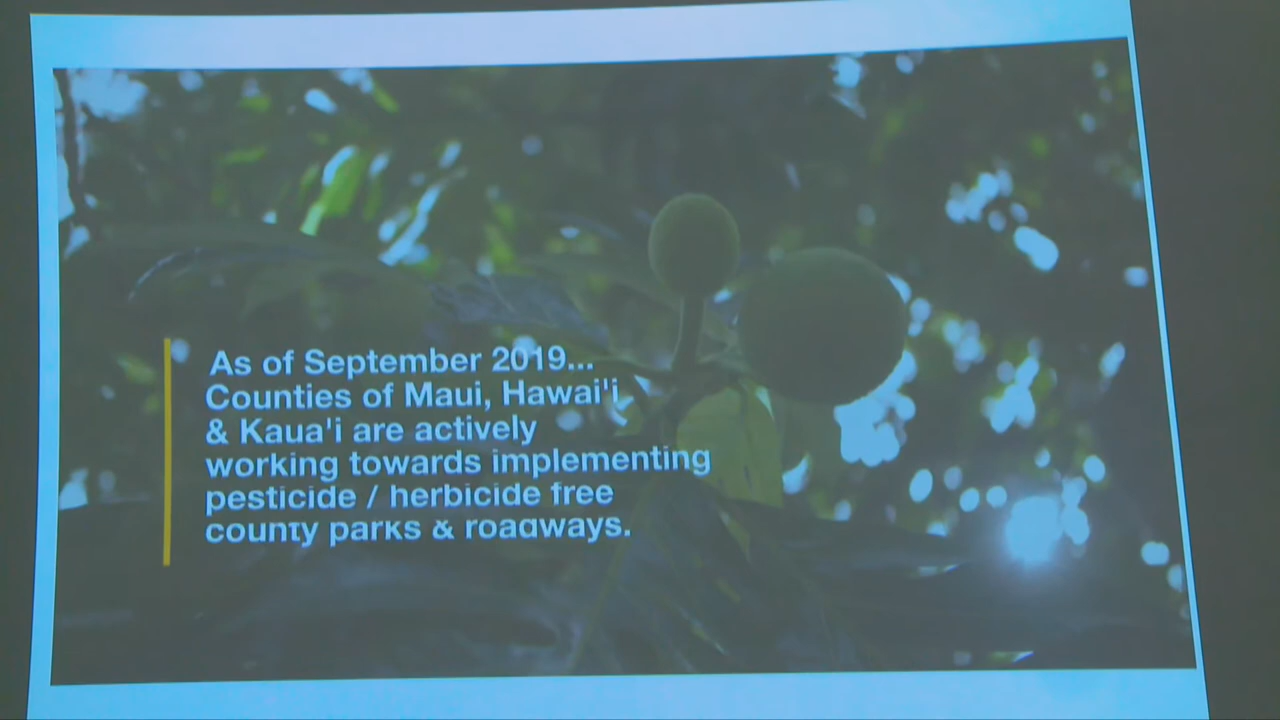 As of September 2019...
Counties of Maui, Hawai'i
& Kaua'i are actively
working towards implementing
pesticide / herbicide free
county parks & roadways.